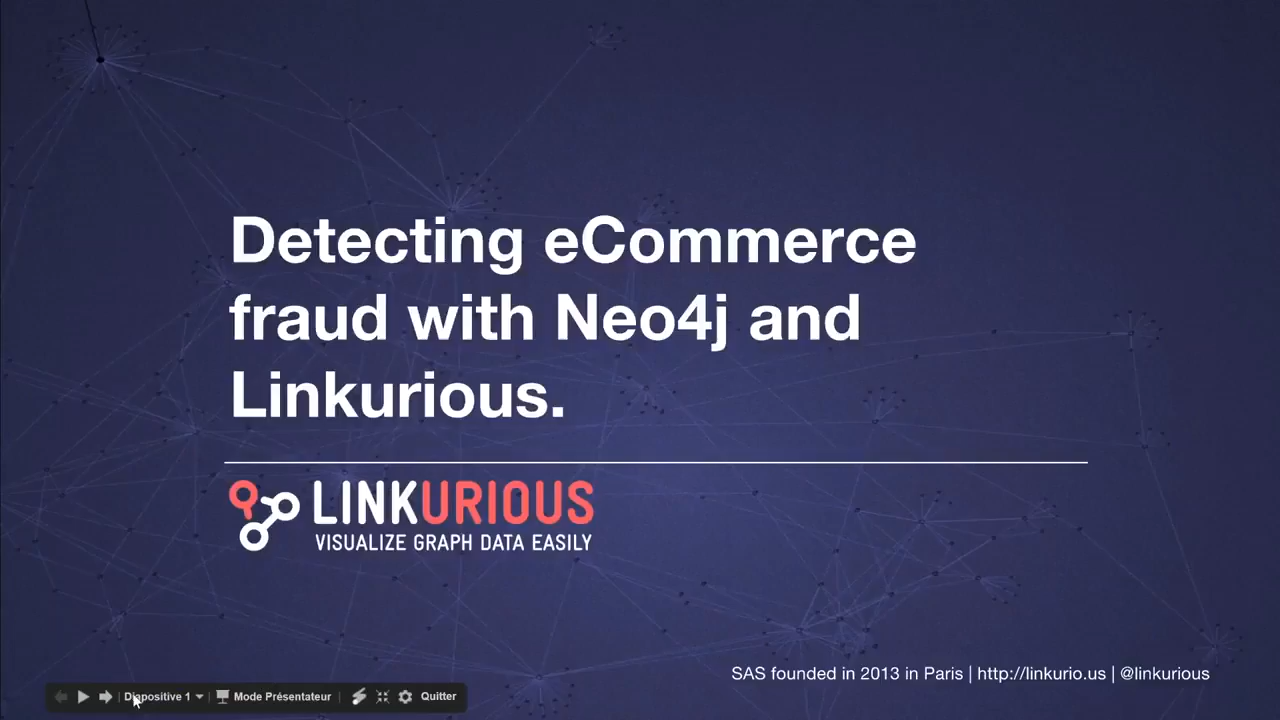 Detecting eCommerce
fraud with Neo4j and
Linkurious.
LINKURIOUS
VISUALIZE GRAPH DATA EASILY
SAS founded in 2013 in Paris | http://linkurio.us | @linkurious
Diapositive 1 Mode Présentateur Quitter